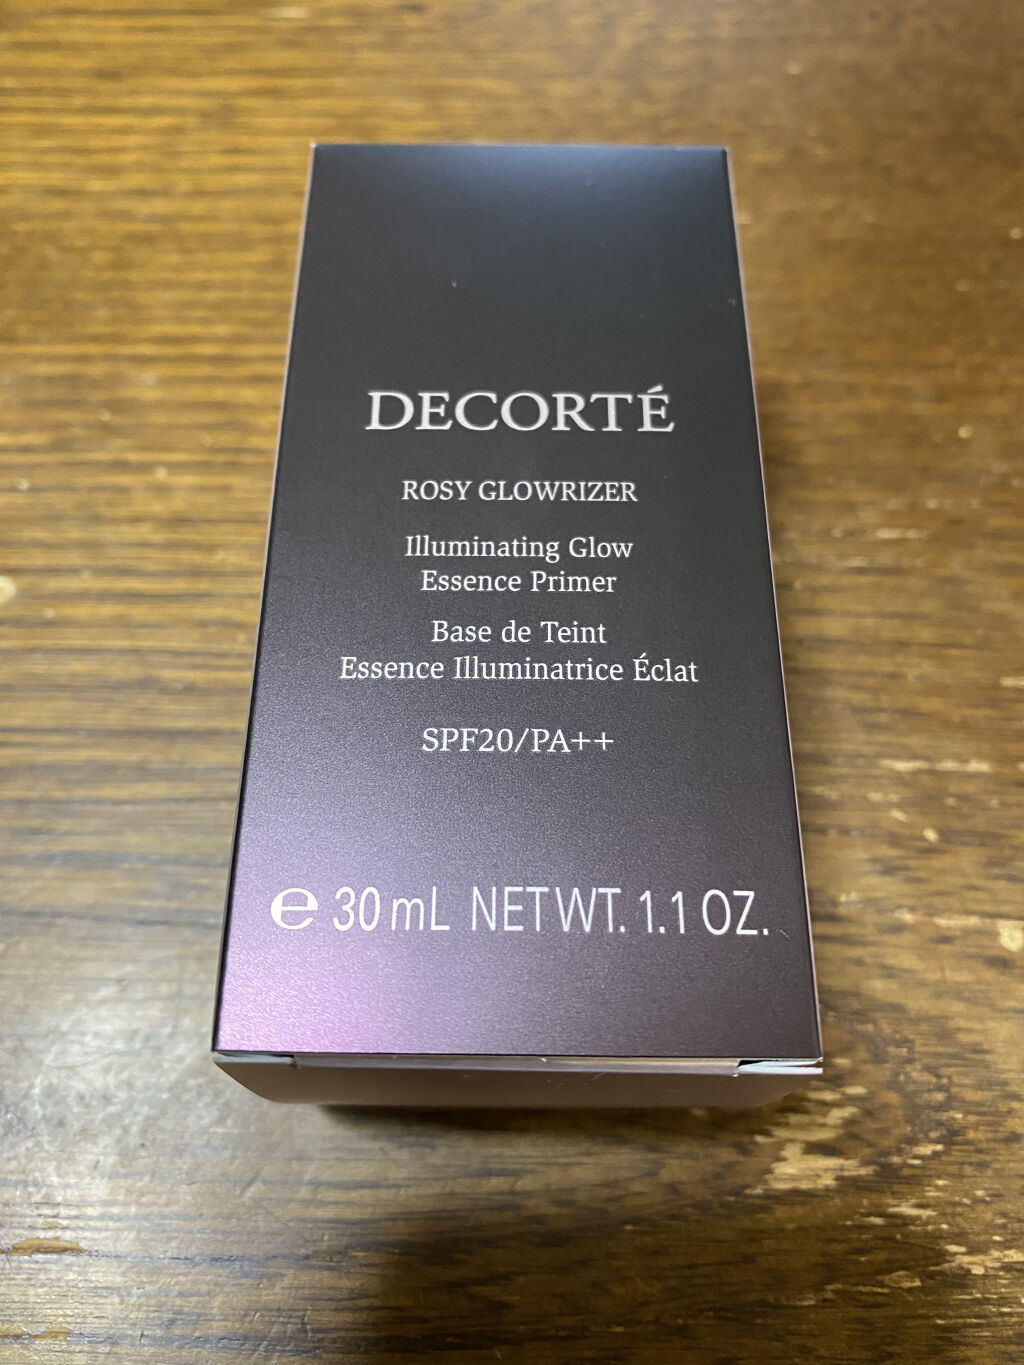 DECORTÉ
ROSY GLOWRIZER
Illuminating Glow
Essence Primer
Base de Teint
Essence Illuminatrice Éclat
SPF20/PA++
℮ 30 mL NET WT. 1.1 OZ.